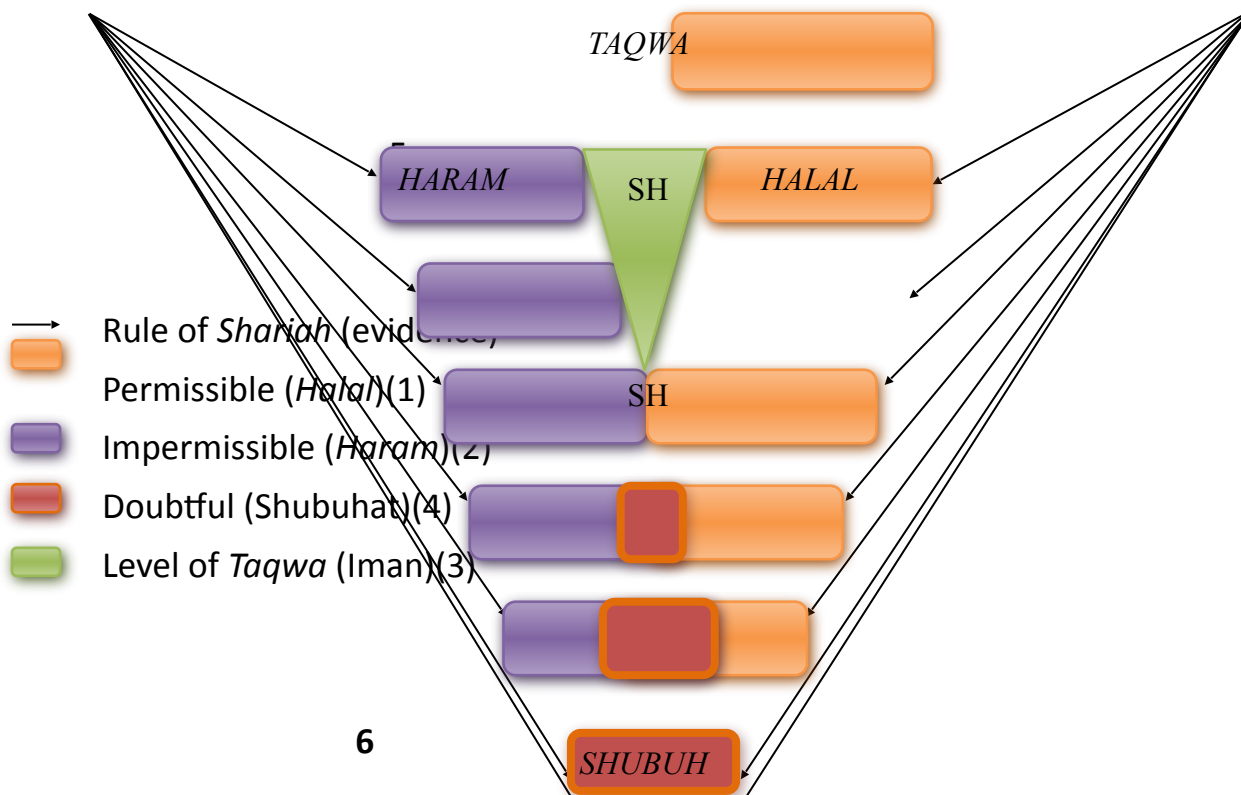 TAQWA
HARAM
SH
HALAL
Rule of Shariah (evidence)
Permissible (Halal)(1)
SH
Impermissible (Haram)(2)
Doubtful (Shubuhat)(4)
Level of Taqwa (Iman)(3)
6
SHUBUH